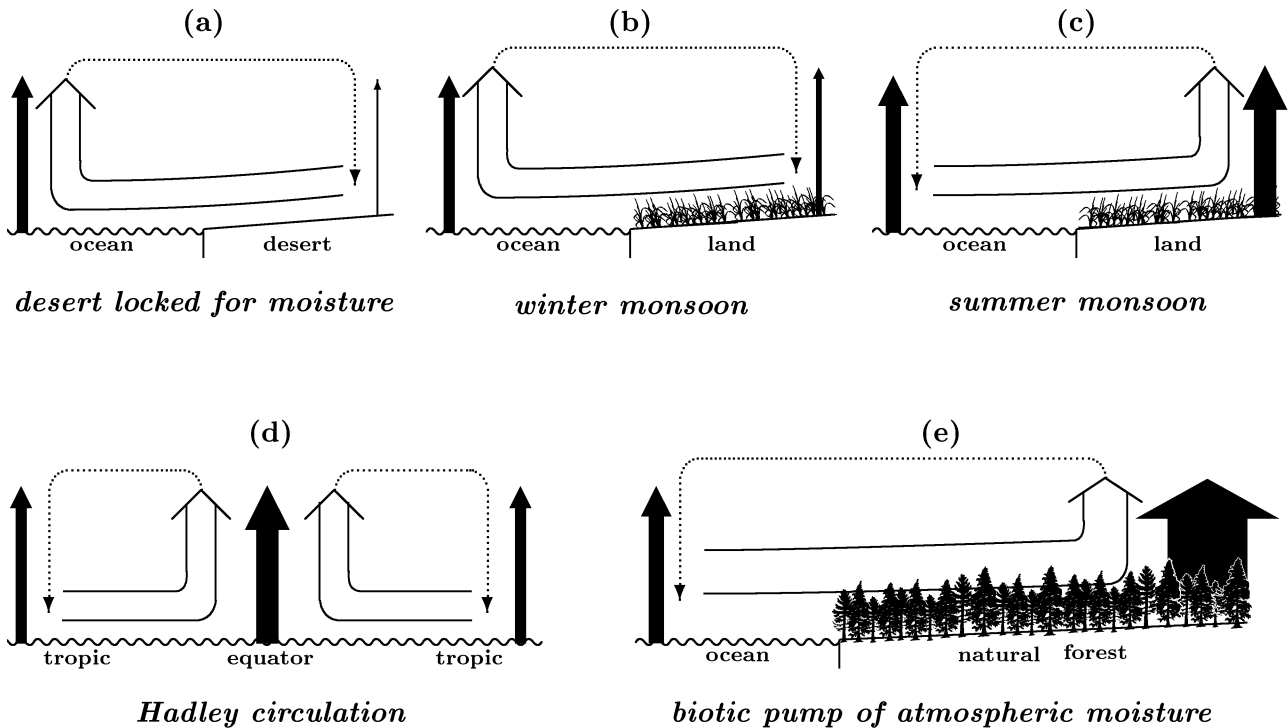 (a)
(b)
(c)
ocean desert
ocean land
ocean land
desert locked for moisture
winter monsoon
summer monsoon
(d)
(e)
tropic equator tropic
ocean natural forest
Hadley circulation
biotic pump of atmospheric moisture